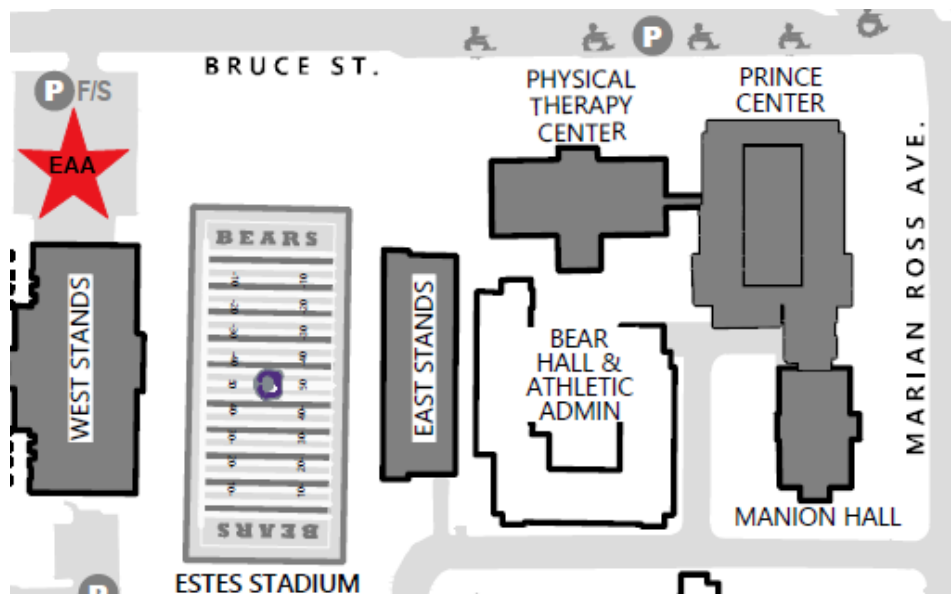 P
BRUCE ST.
P F/S
EAA
PHYSICAL
THERAPY
CENTER
PRINCE
CENTER
MARIAN ROSS AVE.
BEARS
WEST STANDS
EAST STANDS
BEAR
HALL &
ATHLETIC
ADMIN
MANION HALL
BEARS
ESTES STADIUM
P